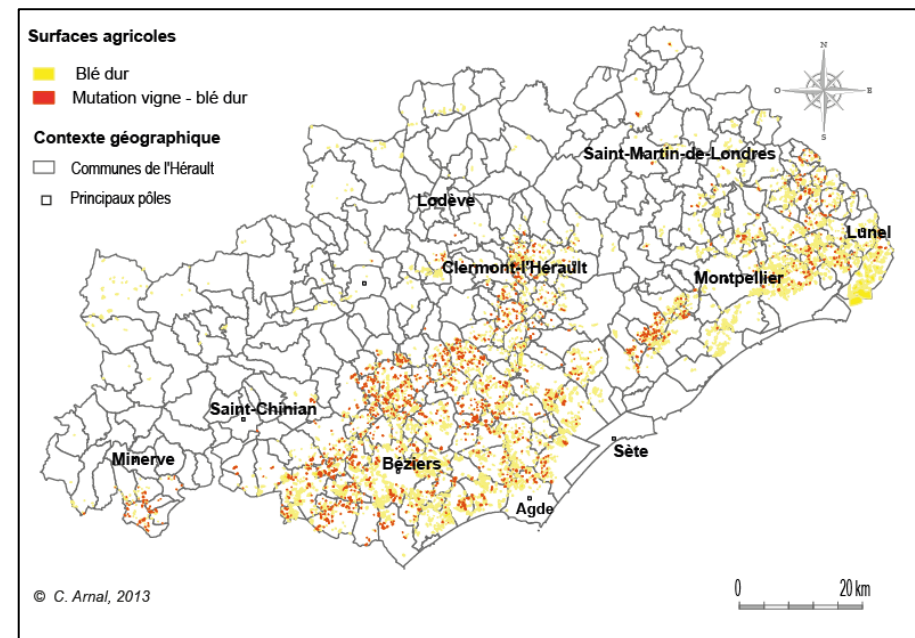 Surfaces agricoles
Blé dur
Mutation vigne - blé dur
Contexte géographique
Communes de l'Hérault
Principaux pôles
N
O
E
S
Saint-Martin-de-Londres
Lodève
Lunel
Clermont-l'Hérault
Montpellier
Saint-Chinian
Minerve
Béziers
Sète
Agde
© C. Arnal, 2013
0 20 km